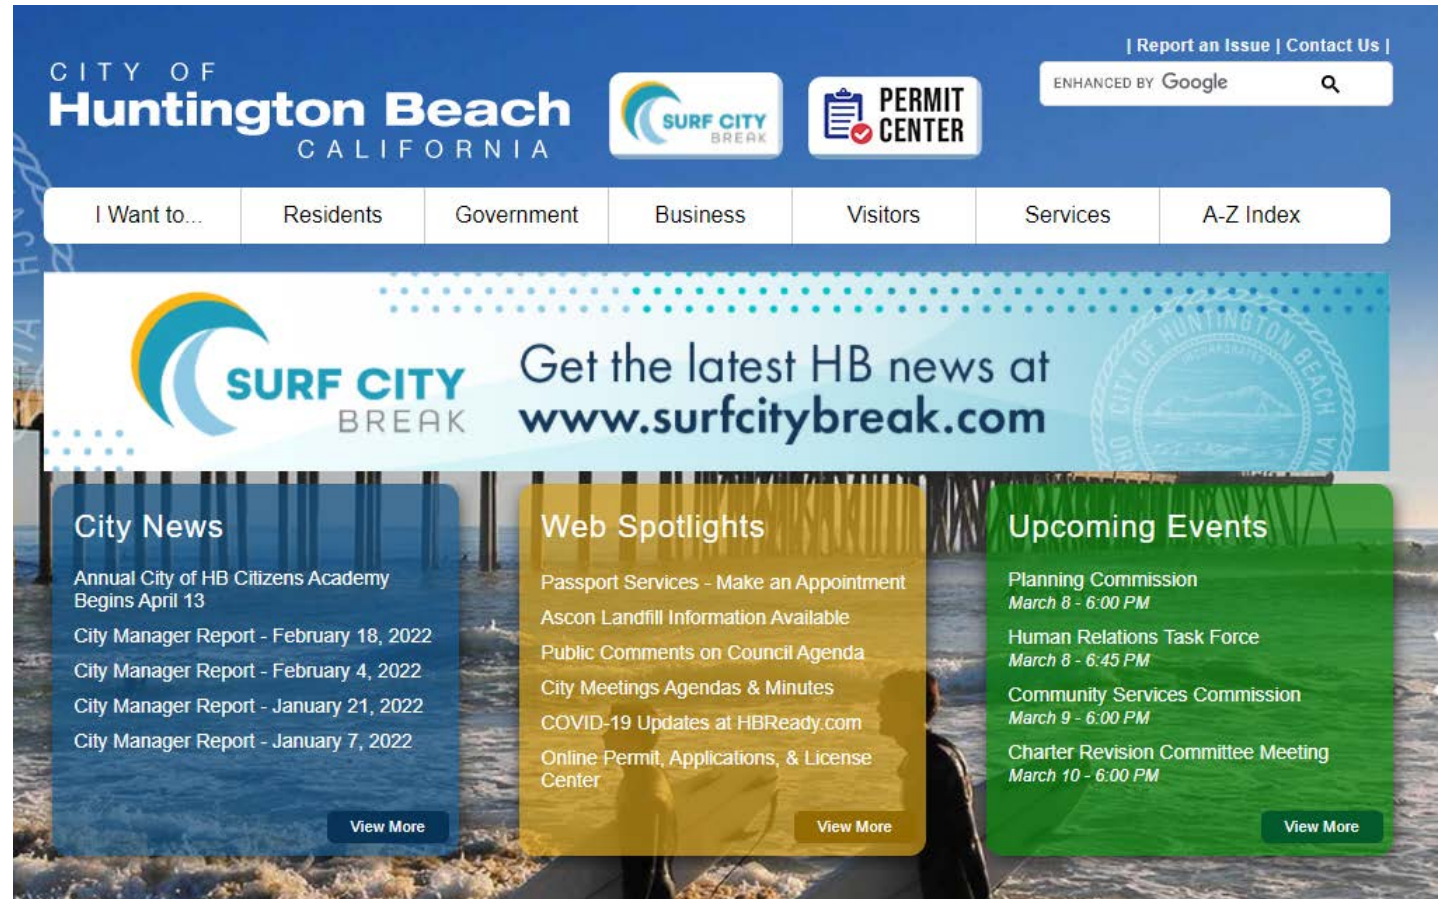 | Report an Issue | Contact Us |
CITY OF
Huntington Beach
CALIFORNIA
SURF CITY
BREAK
PERMIT
CENTER
ENHANCED BY Google
I Want to...
Residents
Government
Business
Visitors
Services
A-Z Index
SURF CITY
BREAK
Get the latest HB news at
www.surfcitybreak.com
CITY OF HUNTINGTON BEACH
INCORPORATED
City News
Annual City of HB Citizens Academy
Begins April 13
City Manager Report - February 18, 2022
City Manager Report - February 4, 2022
City Manager Report - January 21, 2022
City Manager Report - January 7, 2022
View More
Web Spotlights
Passport Services - Make an Appointment
Ascon Landfill Information Available
Public Comments on Council Agenda
City Meetings Agendas & Minutes
COVID-19 Updates at HBReady.com
Online Permit, Applications, & License
Center
View More
Upcoming Events
Planning Commission
March 8 - 6:00 PM
Human Relations Task Force
March 8 - 6:45 PM
Community Services Commission
March 9 - 6:00 PM
Charter Revision Committee Meeting
March 10 - 6:00 PM
View More